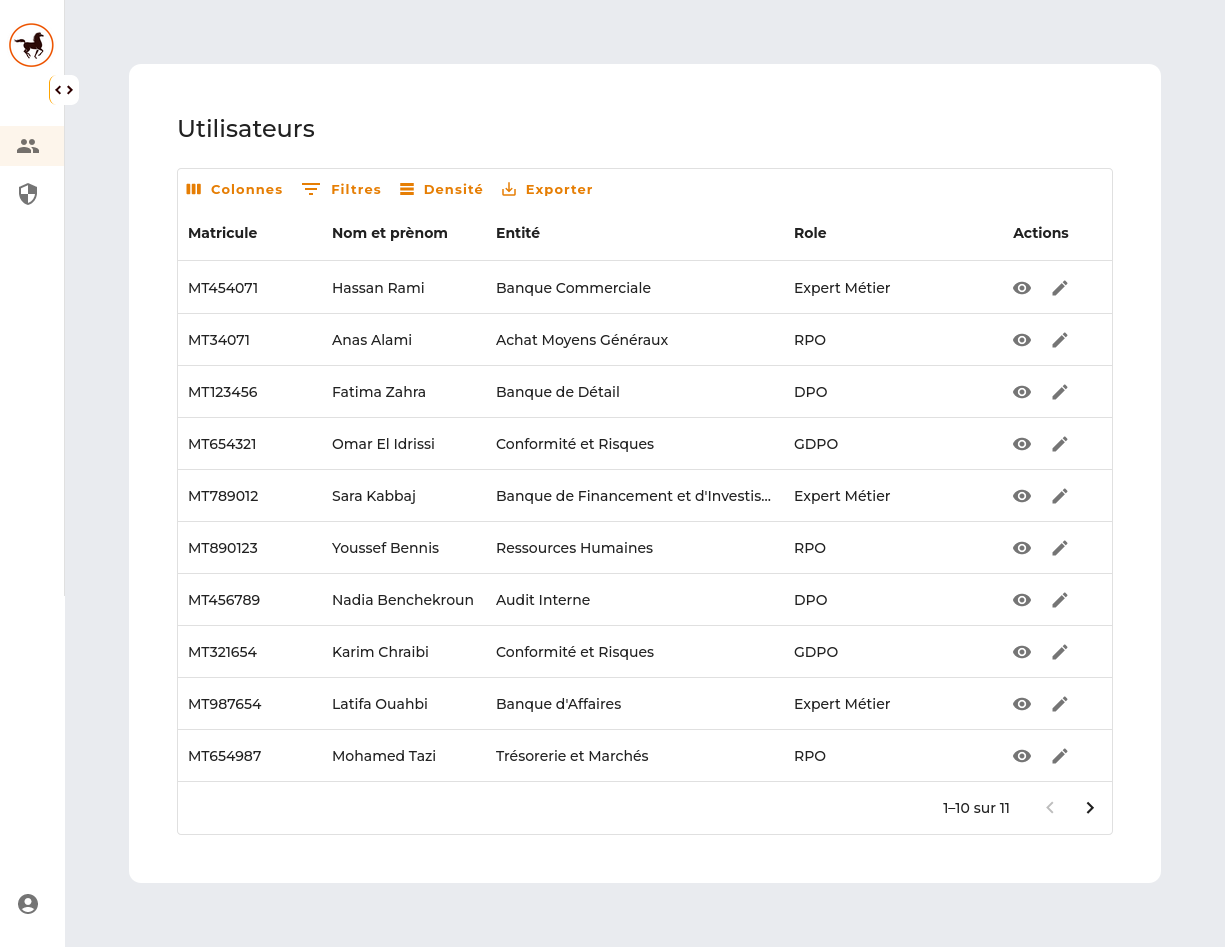 Utilisateurs
Colonnes Filtres Densité Exporter
Matricule Nom et prènom Entité Role Actions
MT454071 Hassan Rami Banque Commerciale Expert Métier
MT34071 Anas Alami Achat Moyens Généraux RPO
MT123456 Fatima Zahra Banque de Détail DPO
MT654321 Omar El Idrissi Conformité et Risques GDPO
MT789012 Sara Kabbaj Banque de Financement et d'Investis... Expert Métier
MT890123 Youssef Bennis Ressources Humaines RPO
MT456789 Nadia Benchekroun Audit Interne DPO
MT321654 Karim Chraibi Conformité et Risques GDPO
MT987654 Latifa Ouahbi Banque d'Affaires Expert Métier
MT654987 Mohamed Tazi Trésorerie et Marchés RPO
1–10 sur 11